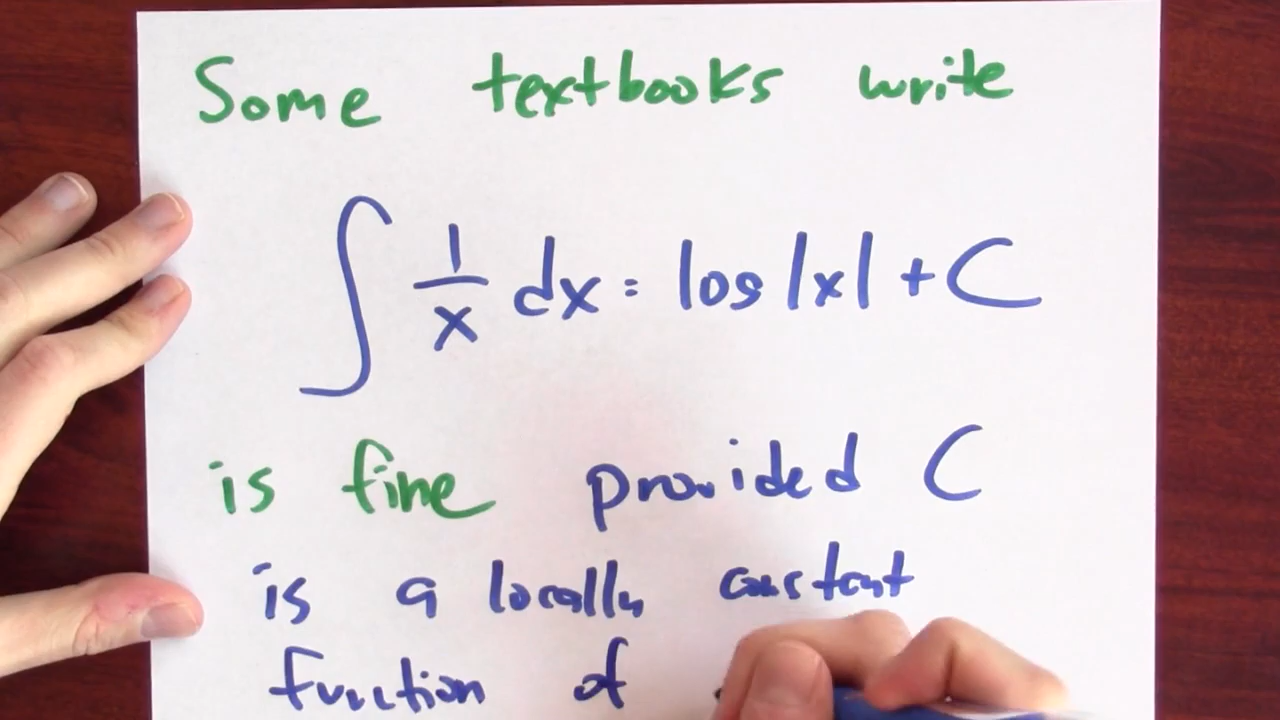 Some textbooks write
∫ 1/x dx = log |x| + C
is fine provided C
is a locally constant
function of